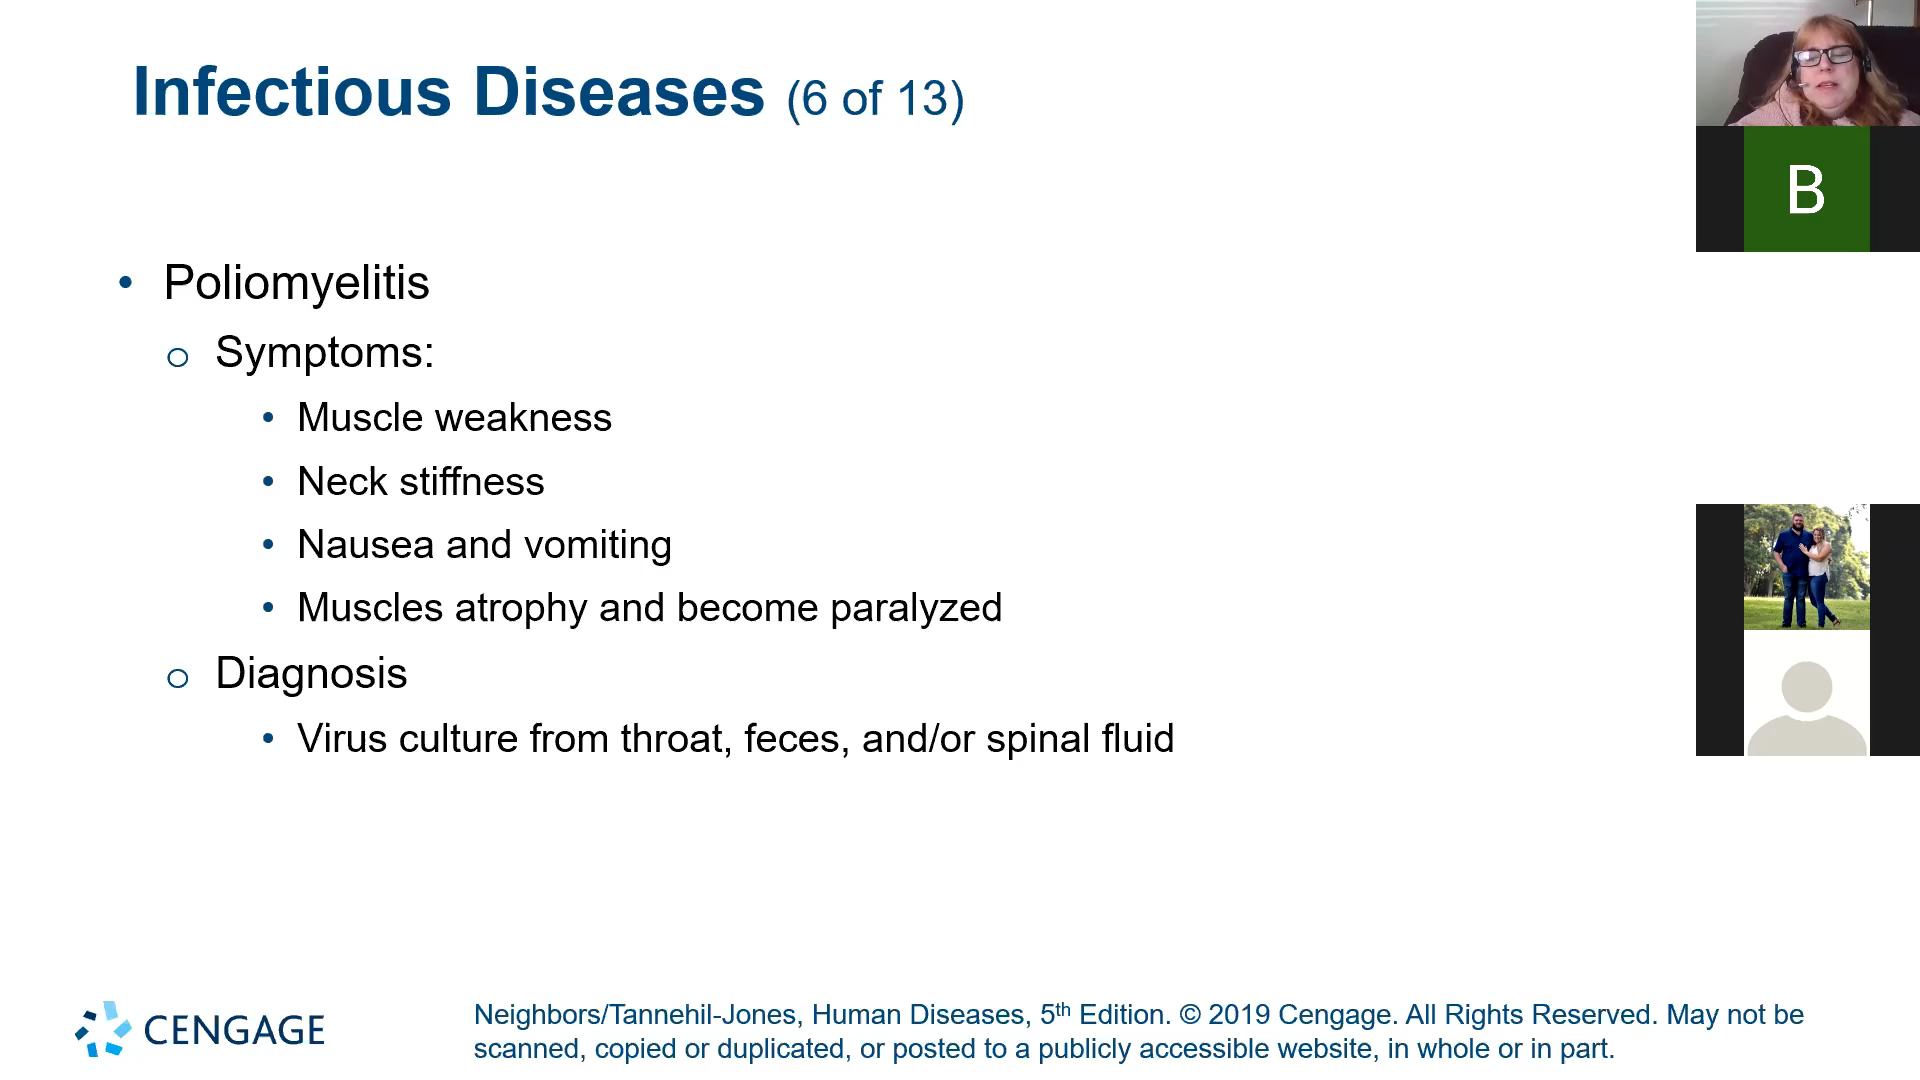 Infectious Diseases (6 of 13)
B
• Poliomyelitis
o Symptoms:
• Muscle weakness
• Neck stiffness
• Nausea and vomiting
• Muscles atrophy and become paralyzed
o Diagnosis
• Virus culture from throat, feces, and/or spinal fluid
CENGAGE
Neighbors/Tannehil-Jones, Human Diseases, 5th Edition. © 2019 Cengage. All Rights Reserved. May not be
scanned, copied or duplicated, or posted to a publicly accessible website, in whole or in part.